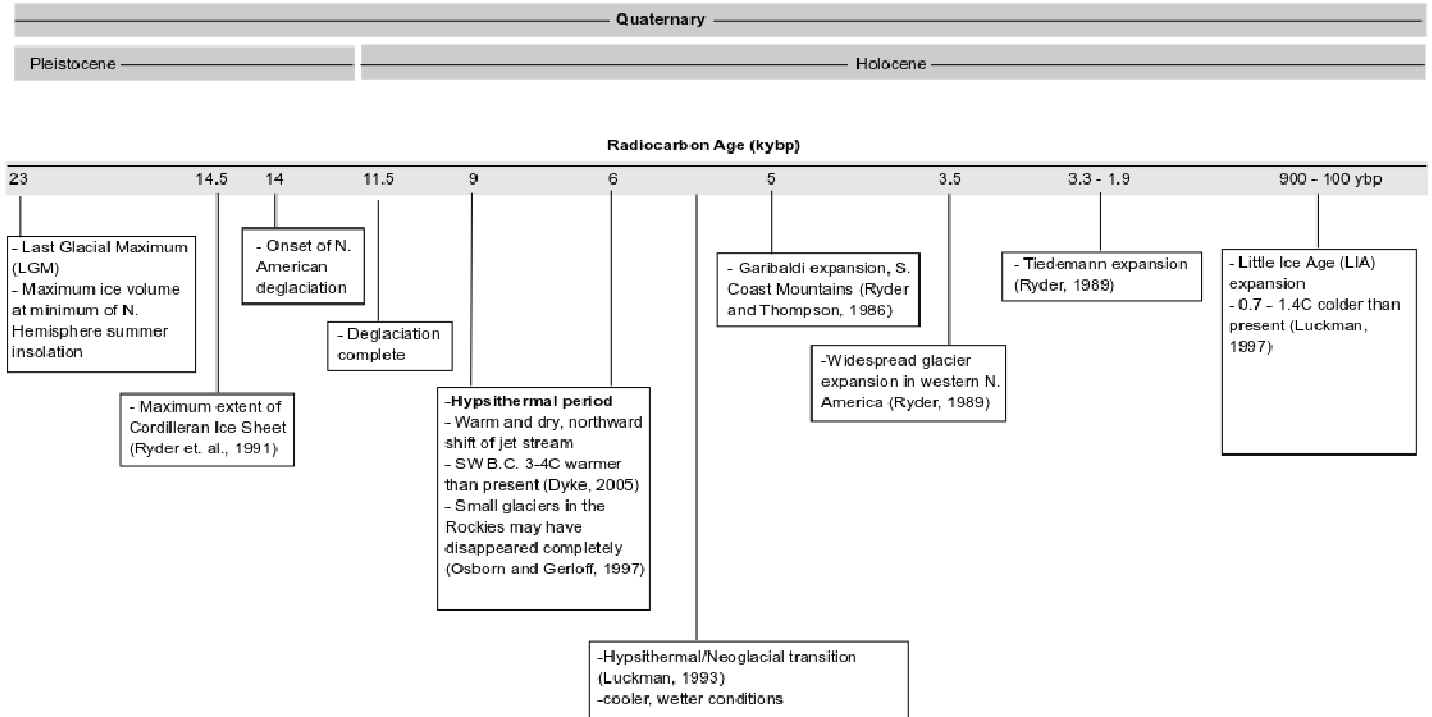 Quaternary
Pleistocene
Holocene
Radiocarbon Age (kybp)
23
14.5
14
11.5
9
6
5
3.5
3.3 - 1.9
900 - 100 ybp
- Last Glacial Maximum
(LGM)
- Maximum ice volume
at minimum of N.
Hemisphere summer
insolation
- Maximum extent of
Cordilleran Ice Sheet
(Ryder et. al., 1991)
- Onset of N.
American
deglaciation
- Deglaciation
complete
-Hypsithermal period
- Warm and dry, northward
shift of jet stream
- SW B.C. 3-4C warmer
than present (Dyke, 2005)
- Small glaciers in the
Rockies may have
disappeared completely
(Osborn and Gerloff, 1997)
-Hypsithermal/Neoglacial transition
(Luckman, 1993)
-cooler, wetter conditions
- Garibaldi expansion, S.
Coast Mountains (Ryder
and Thompson, 1986)
-Widespread glacier
expansion in western N.
America (Ryder, 1989)
- Tiedemann expansion
(Ryder, 1989)
- Little Ice Age (LIA)
expansion
- 0.7 - 1.4C colder than
present (Luckman,
1997)